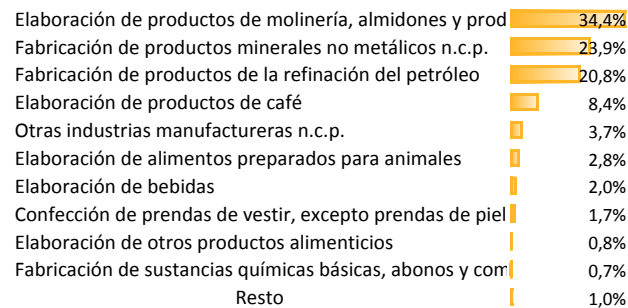 Elaboración de productos de molinería, almidones y prod 34,4%
Fabricación de productos minerales no metálicos n.c.p. 23,9%
Fabricación de productos de la refinación del petróleo 20,8%
Elaboración de productos de café 8,4%
Otras industrias manufactureras n.c.p. 3,7%
Elaboración de alimentos preparados para animales 2,8%
Elaboración de bebidas 2,0%
Confección de prendas de vestir, excepto prendas de piel 1,7%
Elaboración de otros productos alimenticios 0,8%
Fabricación de sustancias químicas básicas, abonos y com 0,7%
Resto 1,0%